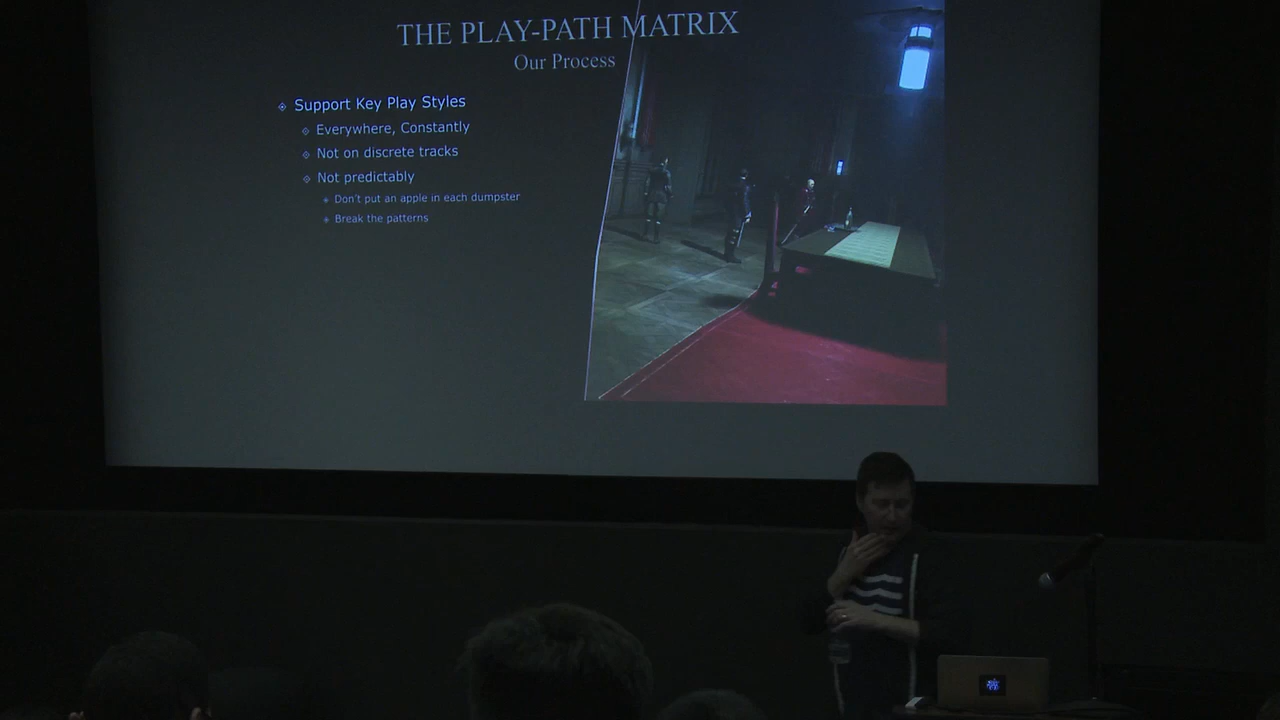 THE PLAY-PATH MATRIX
Our Process
Support Key Play Styles
Everywhere, Constantly
Not on discrete tracks
Not predictably
Don't put an apple in each dumpster
Break the patterns